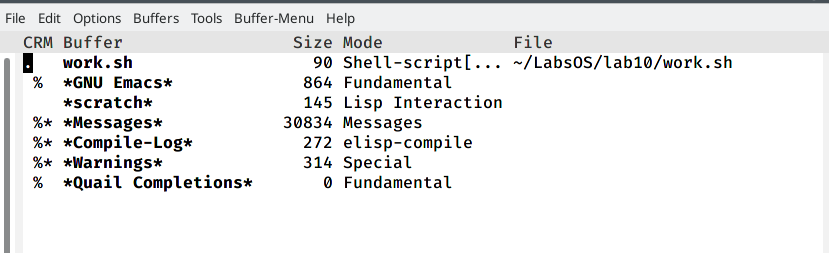 File Edit Options Buffers Tools Buffer-Menu Help
CRM Buffer Size Mode File
. work.sh 90 Shell-script[... ~/LabsOS/lab10/work.sh
% *GNU Emacs* 864 Fundamental
*scratch* 145 Lisp Interaction
%* *Messages* 30834 Messages
%* *Compile-Log* 272 elisp-compile
%* *Warnings* 314 Special
% *Quail Completions* 0 Fundamental